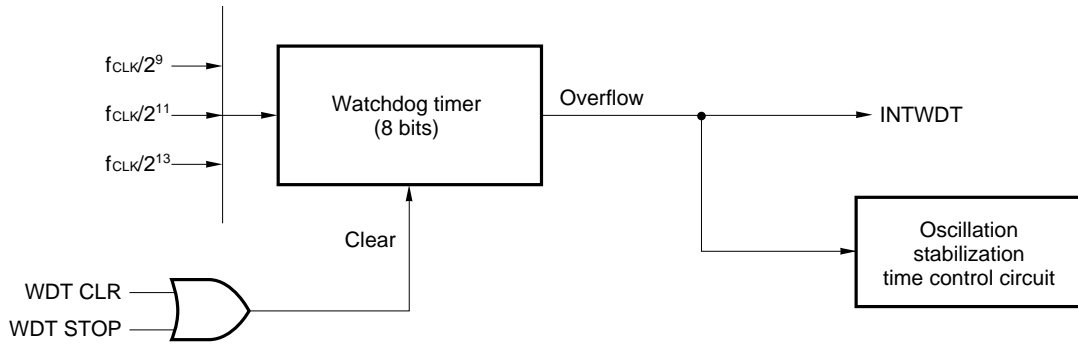 fCLK/2⁹
fCLK/2¹¹
fCLK/2¹³
Watchdog timer
(8 bits)
Overflow
INTWDT
Oscillation
stabilization
time control circuit
Clear
WDT CLR
WDT STOP